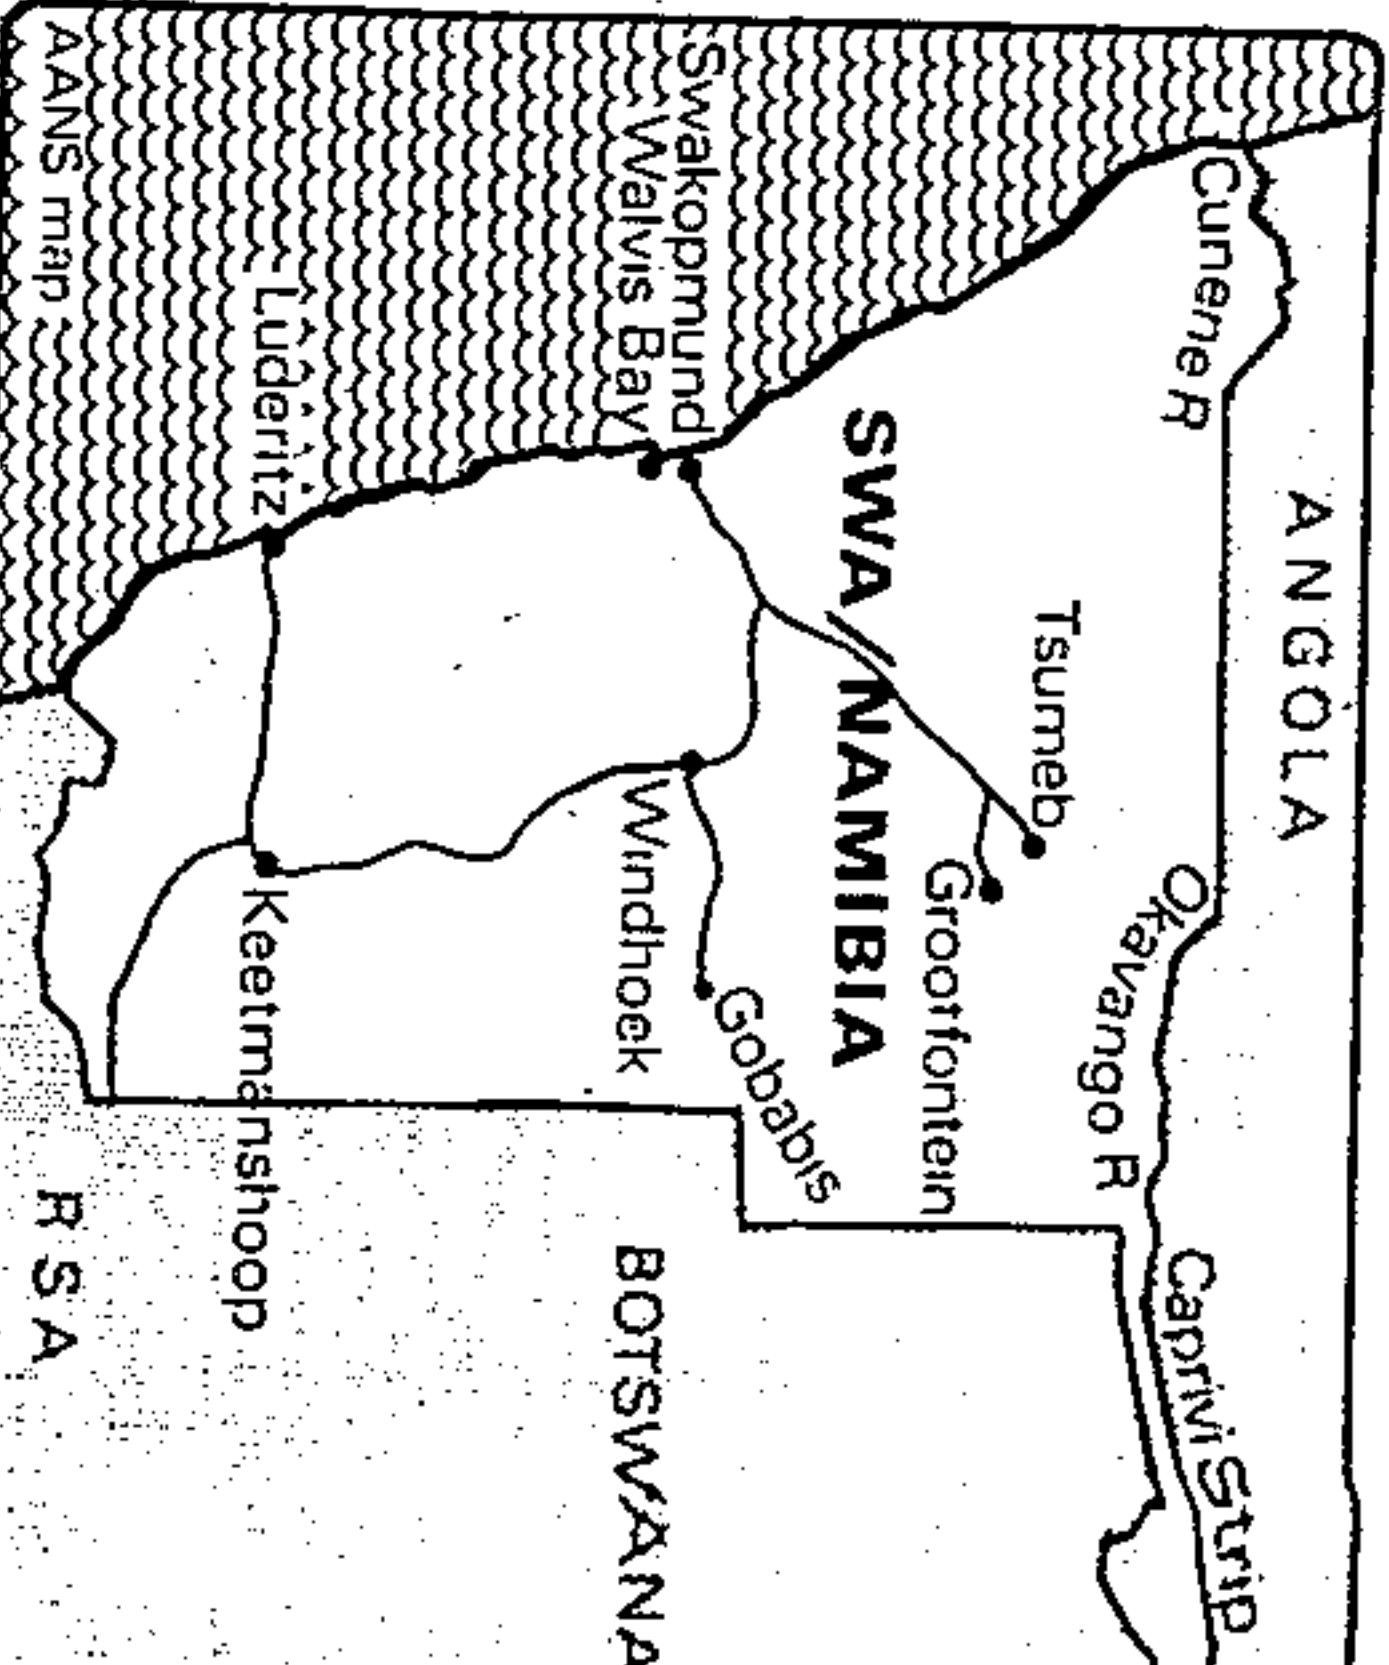 ANGOLA
Cunene R
Okavango R
Caprivi Strip
Tsumeb
Grootfontein
SWA / NAMIBIA
Gobabis
Swakopmund
Walvis Bay
Windhoek
BOTSWANA
Lüderitz
Keetmanshoop
AANS map
R S A